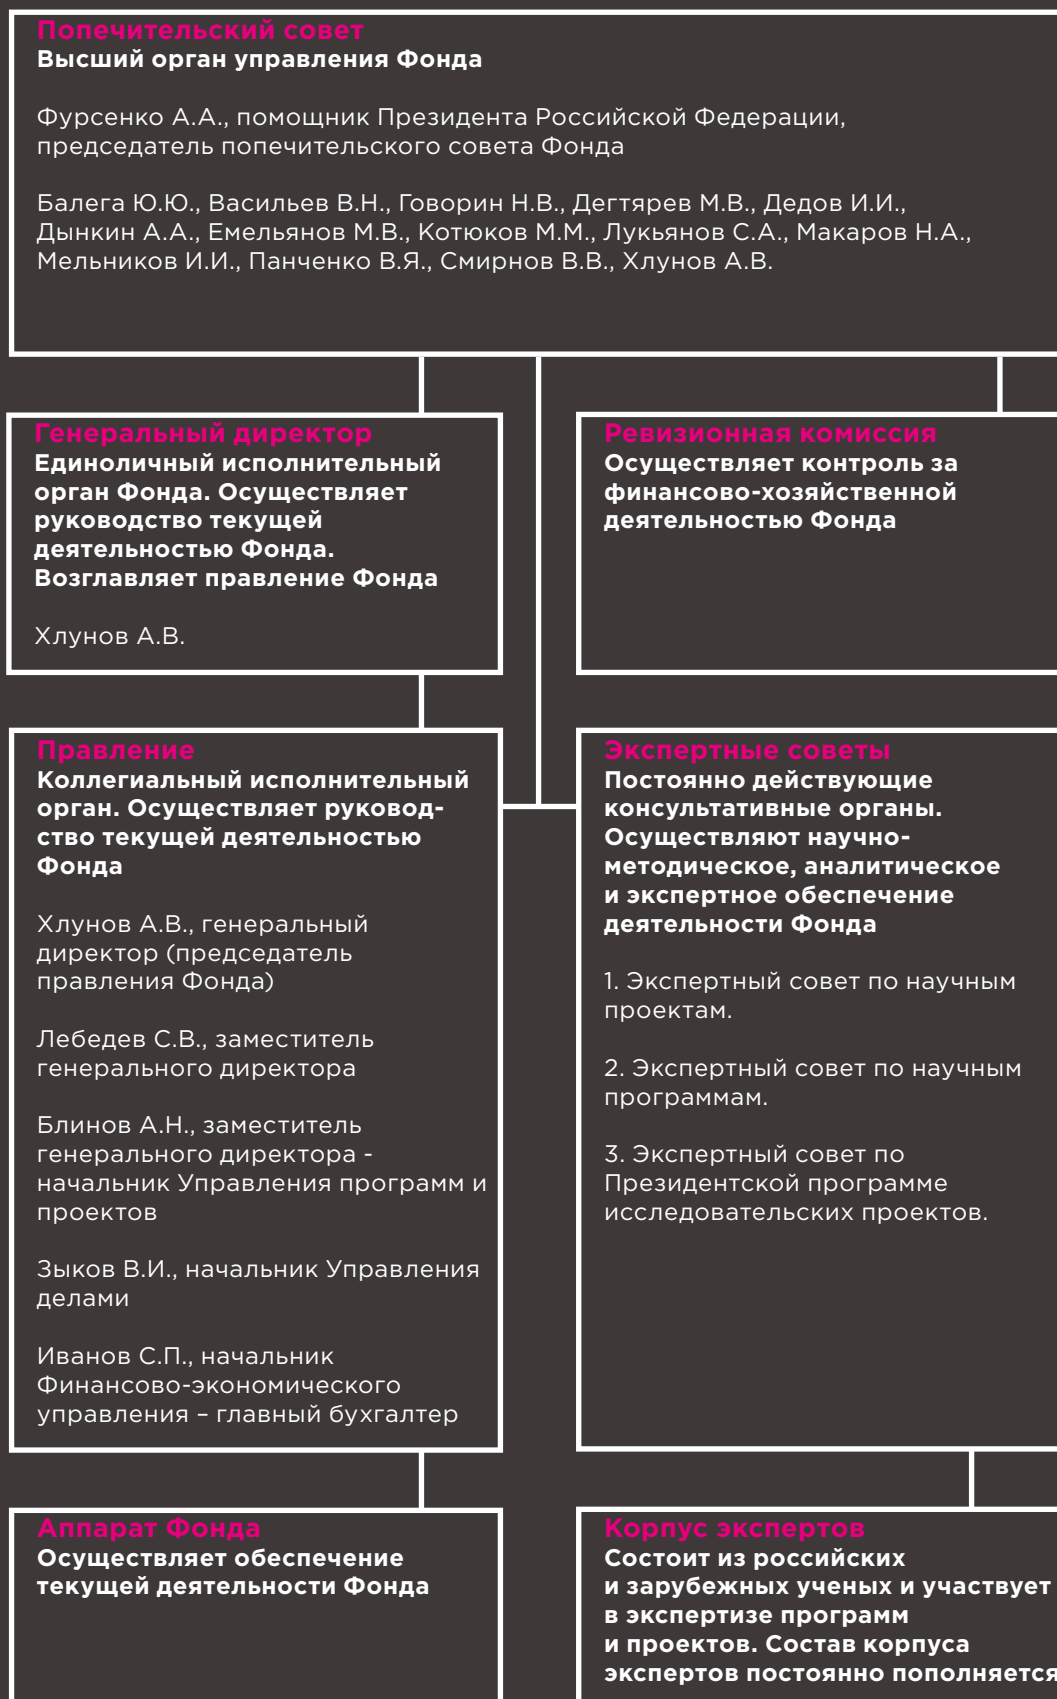 Попечительский совет
Высший орган управления Фонда
Фурсенко А.А., помощник Президента Российской Федерации,
председатель попечительского совета Фонда
Балега Ю.Ю., Васильев В.Н., Говорин Н.В., Дегтярев М.В., Дедов И.И.,
Дынкин А.А., Емельянов М.В., Котюков М.М., Лукьянов С.А., Макаров Н.А.,
Мельников И.И., Панченко В.Я., Смирнов В.В., Хлунов А.В.
Генеральный директор
Единоличный исполнительный
орган Фонда. Осуществляет
руководство текущей
деятельностью Фонда.
Возглавляет правление Фонда
Хлунов А.В.
Ревизионная комиссия
Осуществляет контроль за
финансово-хозяйственной
деятельностью Фонда
Правление
Коллегиальный исполнительный
орган. Осуществляет руковод-
ство текущей деятельностью
Фонда
Хлунов А.В., генеральный
директор (председатель
правления Фонда)
Лебедев С.В., заместитель
генерального директора
Блинов А.Н., заместитель
генерального директора -
начальник Управления программ и
проектов
Зыков В.И., начальник Управления
делами
Иванов С.П., начальник
Финансово-экономического
управления – главный бухгалтер
Экспертные советы
Постоянно действующие
консультативные органы.
Осуществляют научно-
методическое, аналитическое
и экспертное обеспечение
деятельности Фонда
1. Экспертный совет по научным
проектам.
2. Экспертный совет по научным
программам.
3. Экспертный совет по
Президентской программе
исследовательских проектов.
Аппарат Фонда
Осуществляет обеспечение
текущей деятельности Фонда
Корпус экспертов
Состоит из российских
и зарубежных ученых и участвует
в экспертизе программ
и проектов. Состав корпуса
экспертов постоянно пополняется